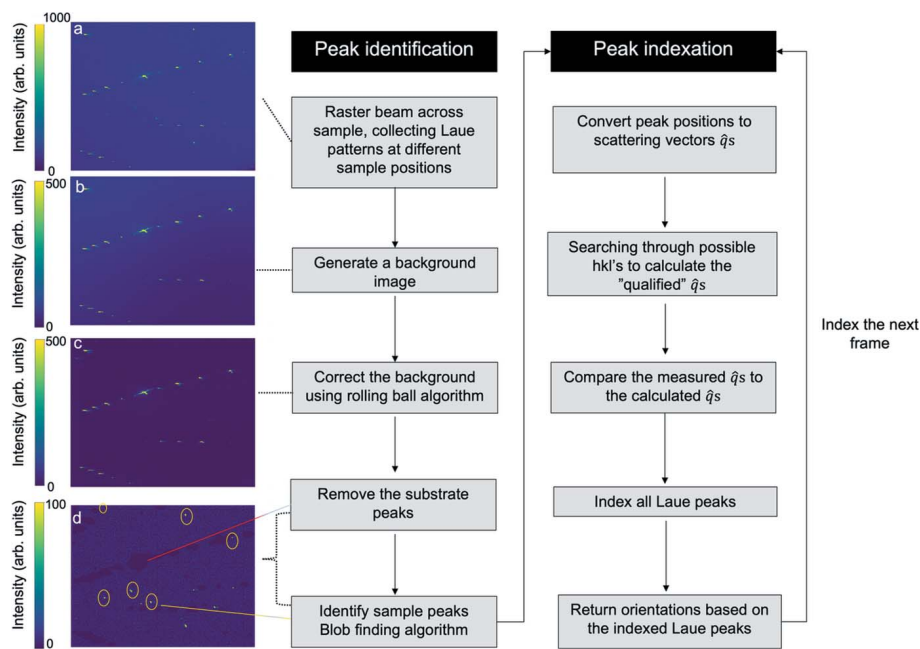 1000
a
Intensity (arb. units)
0
500
b
Intensity (arb. units)
0
500
c
Intensity (arb. units)
0
100
d
Intensity (arb. units)
0
Peak identification
Raster beam across
sample, collecting Laue
patterns at different
sample positions
Generate a background
image
Correct the background
using rolling ball algorithm
Remove the substrate
peaks
Identify sample peaks
Blob finding algorithm
Peak indexation
Convert peak positions to
scattering vectors q̂s
Searching through possible
hkl's to calculate the
"qualified" q̂s
Compare the measured q̂s to
the calculated q̂s
Index all Laue peaks
Return orientations based on
the indexed Laue peaks
Index the next
frame